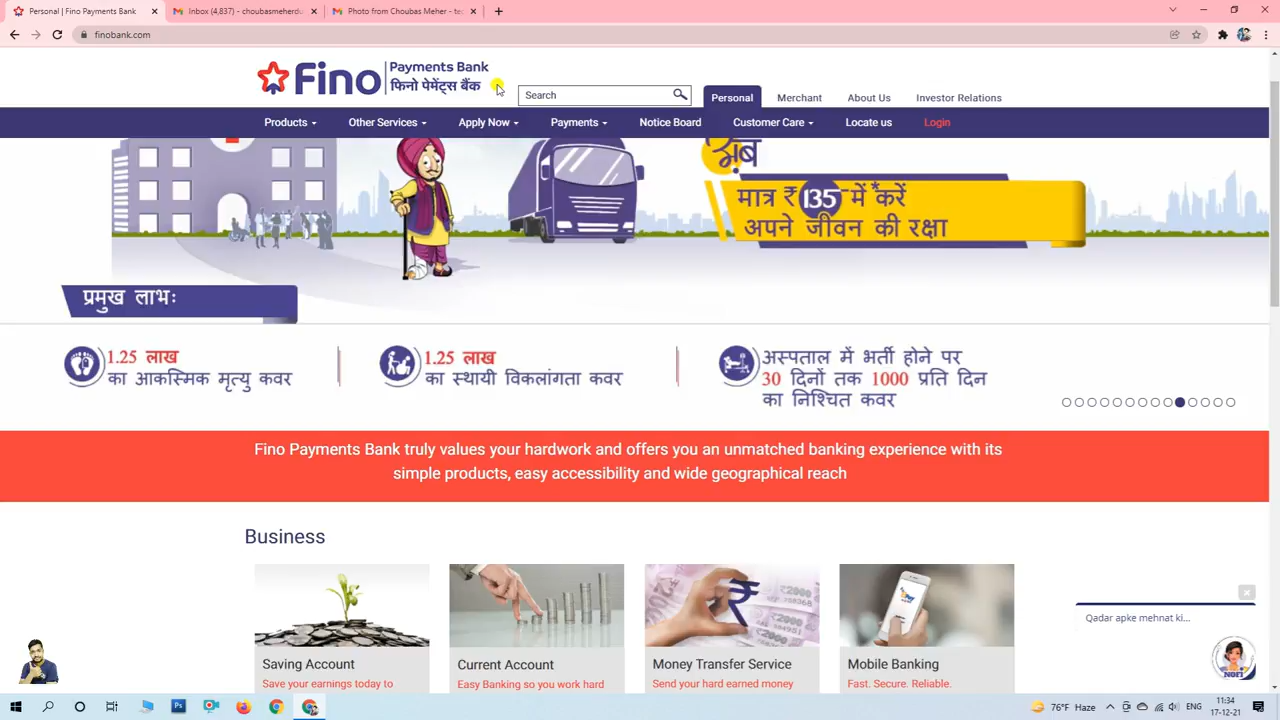 Personal | Fino Payments Bank
Inbox (4,837) - choubasmeherdu
Photo from Choubas Meher - tec
finobank.com
Fino
Payments Bank
फिनो पेमेंट्स बैंक
Search
Personal
Merchant
About Us
Investor Relations
Products
Other Services
Apply Now
Payments
Notice Board
Customer Care
Locate us
Login
अब
मात्र ₹ 135 में* करें
अपने जीवन की रक्षा
प्रमुख लाभः
1.25 लाख
का आकस्मिक मृत्यु कवर
1.25 लाख
का स्थायी विकलांगता कवर
अस्पताल में भर्ती होने पर
30 दिनों तक 1000 प्रति दिन
का निश्चित कवर
Fino Payments Bank truly values your hardwork and offers you an unmatched banking experience with its
simple products, easy accessibility and wide geographical reach
Business
Saving Account
Save your earnings today to
Current Account
Easy Banking so you work hard
Money Transfer Service
Send your hard earned money
Mobile Banking
Fast. Secure. Reliable.
Qadar apke mehnat ki...
76°F Haze
ENG
11:34
17-12-21